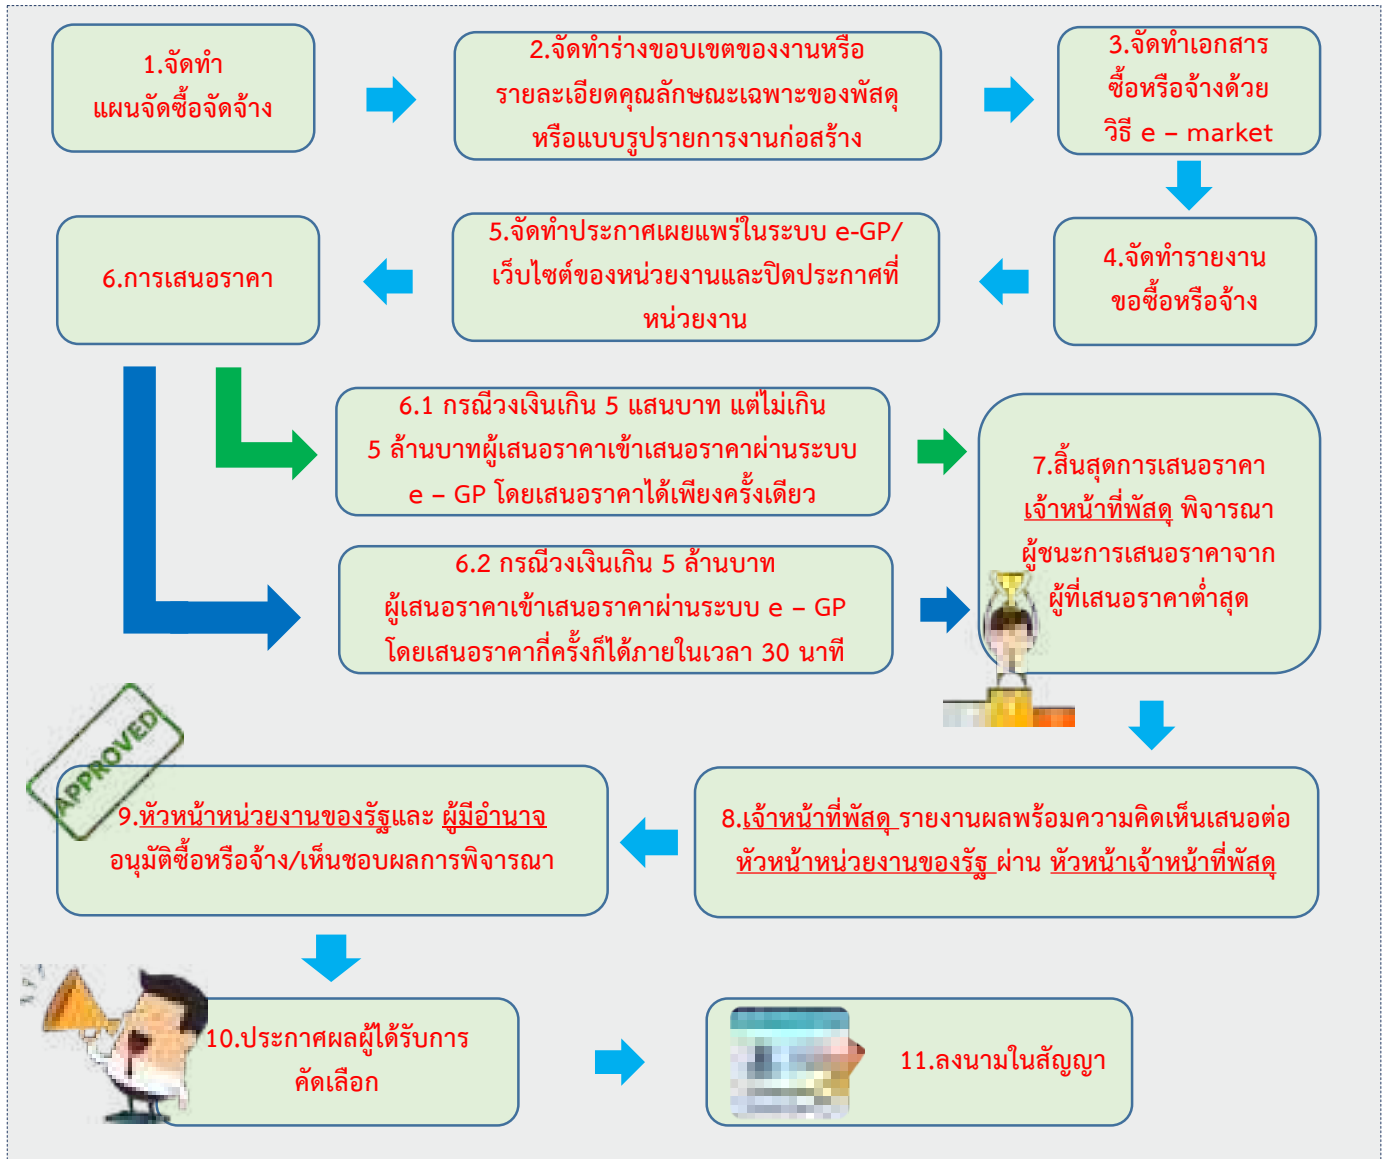 1.จัดทำ
แผนจัดซื้อจัดจ้าง
2.จัดทำร่างขอบเขตของงานหรือ
รายละเอียดคุณลักษณะเฉพาะของพัสดุ
หรือแบบรูปรายการงานก่อสร้าง
3.จัดทำเอกสาร
ซื้อหรือจ้างด้วย
วิธี e – market
4.จัดทำรายงาน
ขอซื้อหรือจ้าง
5.จัดทำประกาศเผยแพร่ในระบบ e-GP/
เว็บไซต์ของหน่วยงานและปิดประกาศที่
หน่วยงาน
6.การเสนอราคา
6.1 กรณีวงเงินเกิน 5 แสนบาท แต่ไม่เกิน
5 ล้านบาทผู้เสนอราคาเข้าเสนอราคาผ่านระบบ
e – GP โดยเสนอราคาได้เพียงครั้งเดียว
6.2 กรณีวงเงินเกิน 5 ล้านบาท
ผู้เสนอราคาเข้าเสนอราคาผ่านระบบ e – GP
โดยเสนอราคากี่ครั้งก็ได้ภายในเวลา 30 นาที
7.สิ้นสุดการเสนอราคา
เจ้าหน้าที่พัสดุ พิจารณา
ผู้ชนะการเสนอราคาจาก
ผู้ที่เสนอราคาต่ำสุด
8.เจ้าหน้าที่พัสดุ รายงานผลพร้อมความคิดเห็นเสนอต่อ
หัวหน้าหน่วยงานของรัฐ ผ่าน หัวหน้าเจ้าหน้าที่พัสดุ
APPROVED
9.หัวหน้าหน่วยงานของรัฐและ ผู้มีอำนาจ
อนุมัติซื้อหรือจ้าง/เห็นชอบผลการพิจารณา
10.ประกาศผลผู้ได้รับการ
คัดเลือก
11.ลงนามในสัญญา